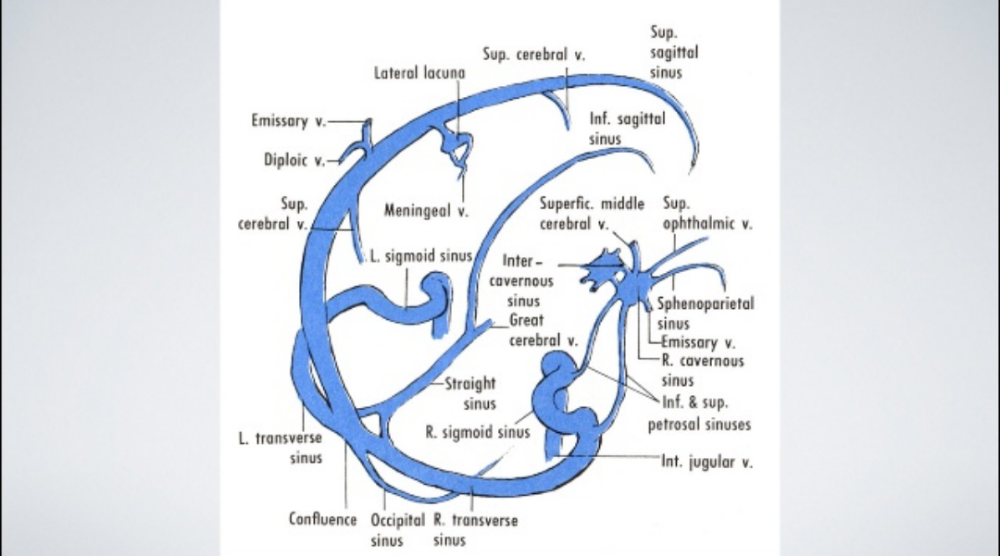 Sup.
sagittal
sinus
Sup. cerebral v.
Lateral lacuna
Emissary v.
Inf. sagittal
sinus
Diploic v.
Sup.
cerebral v.
Meningeal v.
Superfic. middle
cerebral v.
Sup.
ophthalmic v.
L. sigmoid sinus
Inter-
cavernous
sinus
Sphenoparietal
sinus
Great
cerebral v.
Emissary v.
R. cavernous
sinus
Straight
sinus
Inf. & sup.
petrosal sinuses
R. sigmoid sinus
L. transverse
sinus
Int. jugular v.
Confluence
Occipital
sinus
R. transverse
sinus